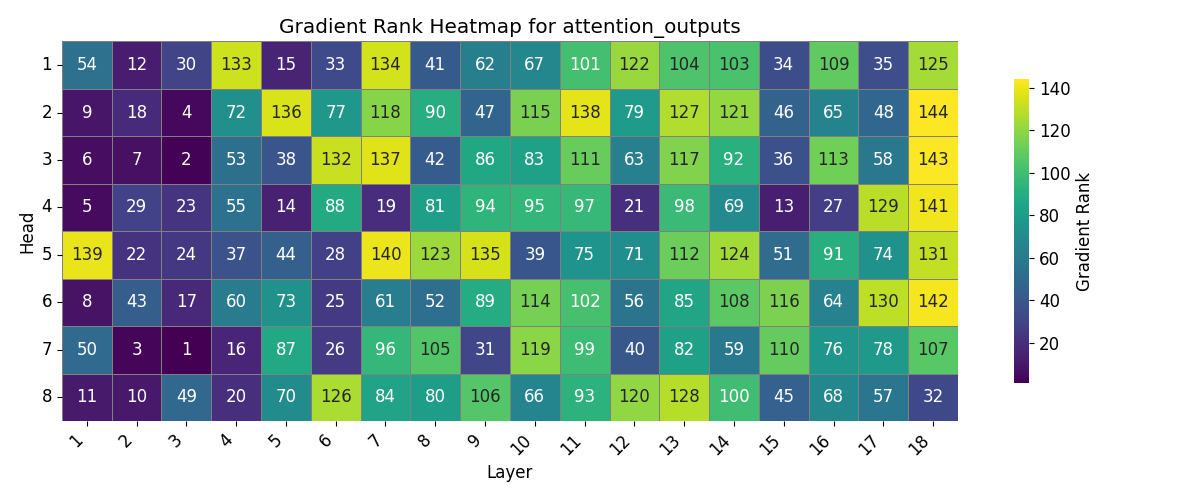 Gradient Rank Heatmap for attention_outputs
1 54 12 30 133 15 33 134 41 62 67 101 122 104 103 34 109 35 125
2 9 18 4 72 136 77 118 90 47 115 138 79 127 121 46 65 48 144
3 6 7 2 53 38 132 137 42 86 83 111 63 117 92 36 113 58 143
4 5 29 23 55 14 88 19 81 94 95 97 21 98 69 13 27 129 141
5 139 22 24 37 44 28 140 123 135 39 75 71 112 124 51 91 74 131
6 8 43 17 60 73 25 61 52 89 114 102 56 85 108 116 64 130 142
7 50 3 1 16 87 26 96 105 31 119 99 40 82 59 110 76 78 107
8 11 10 49 20 70 126 84 80 106 66 93 120 128 100 45 68 57 32
1 2 3 4 5 6 7 8 9 10 11 12 13 14 15 16 17 18
Layer
Head
140
120
100
80
60
40
20
Gradient Rank